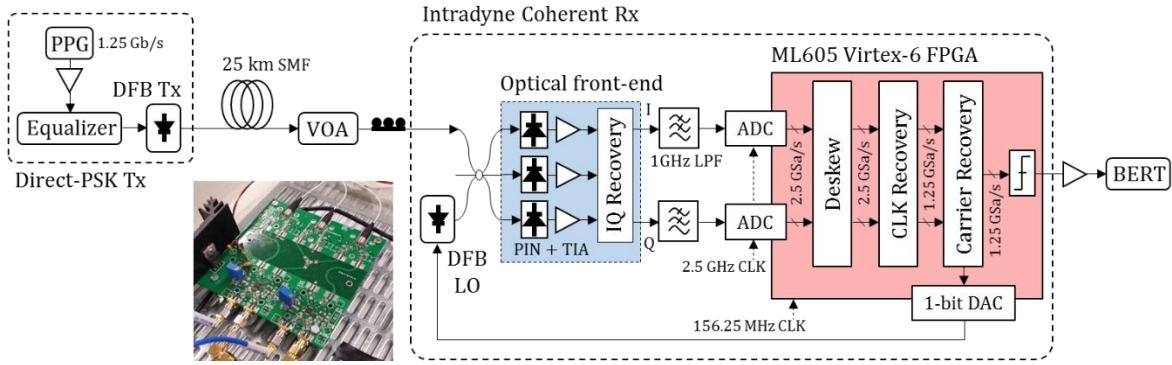 Intradyne Coherent Rx
PPG
1.25 Gb/s
DFB Tx
Equalizer
Direct-PSK Tx
25 km SMF
VOA
Optical front-end
IQ Recovery
PIN + TIA
DFB
LO
I
Q
1GHz LPF
ADC
ADC
2.5 GHz CLK
156.25 MHz CLK
ML605 Virtex-6 FPGA
2.5 GSa/s
Deskew
2.5 GSa/s
CLK Recovery
1.25 GSa/s
Carrier Recovery
1.25 GSa/s
1-bit DAC
BERT